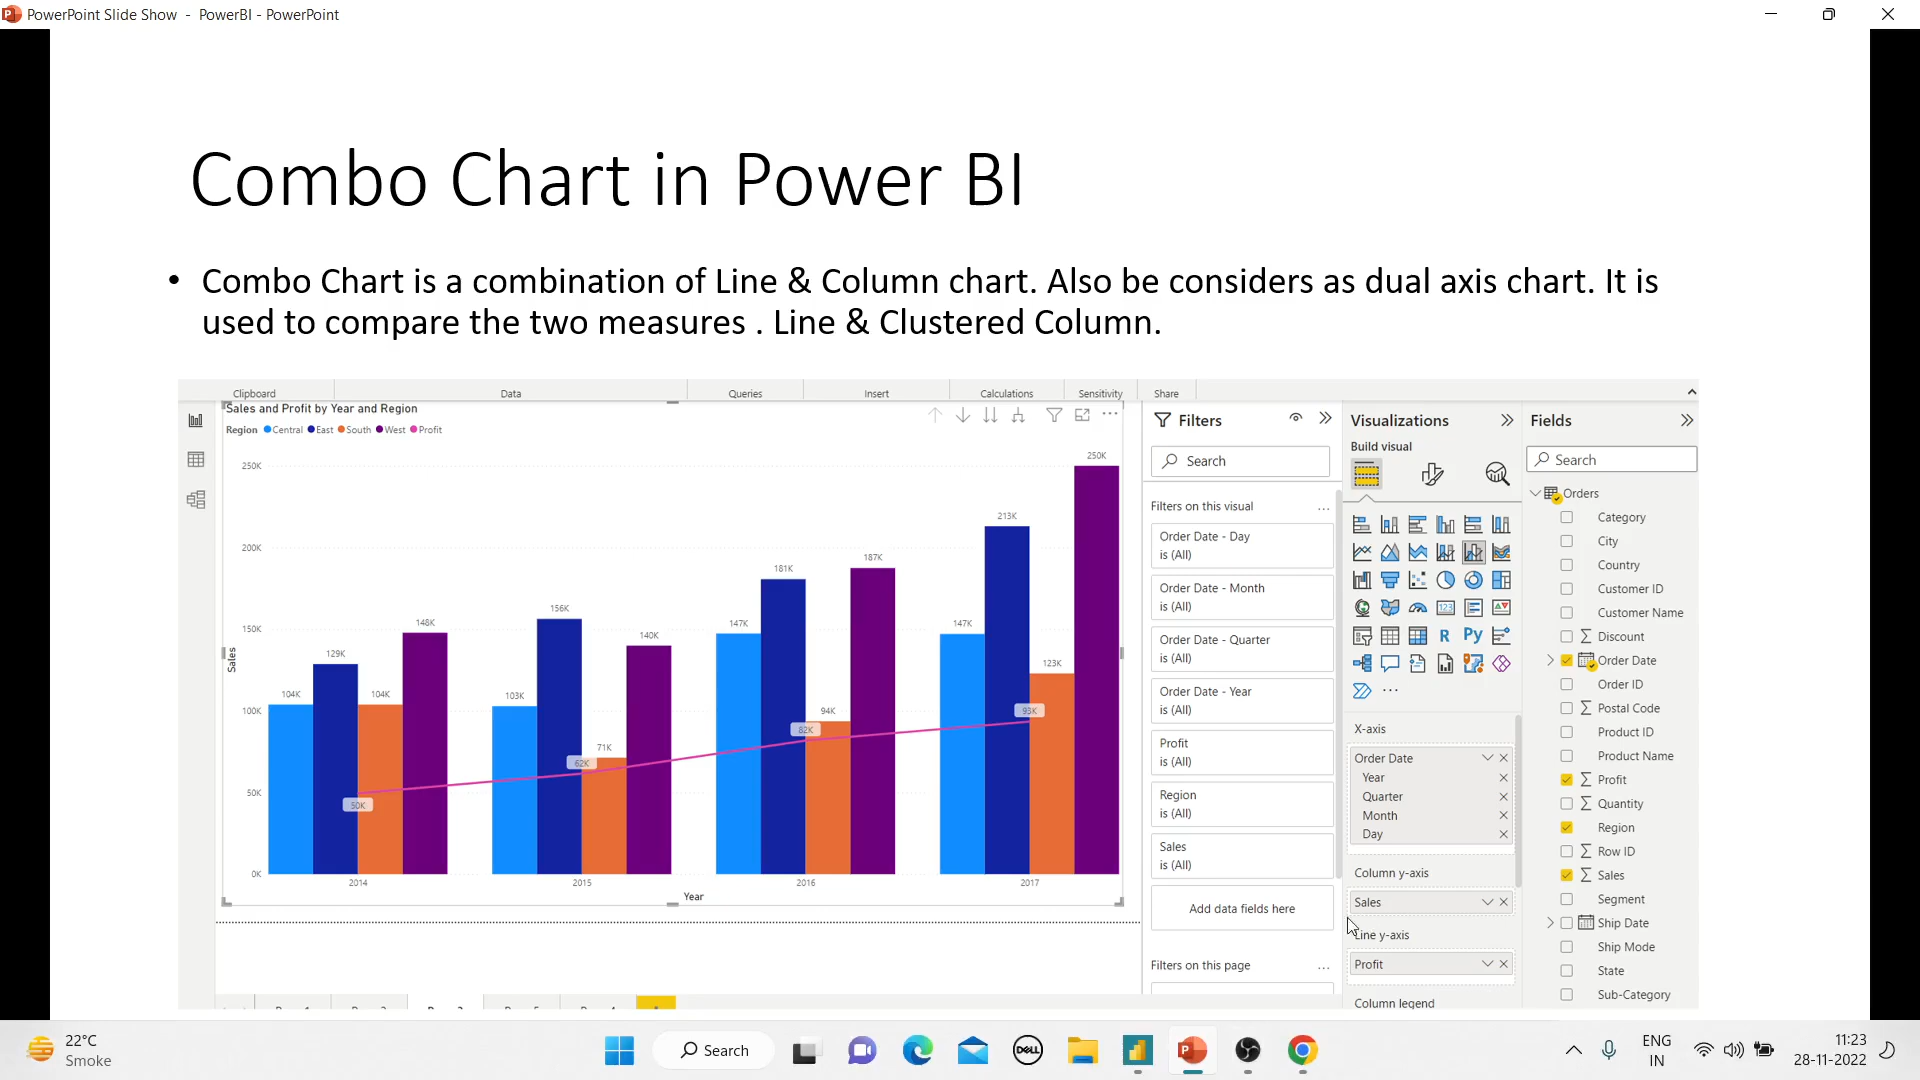 PowerPoint Slide Show - PowerBI - PowerPoint
Combo Chart in Power BI
• Combo Chart is a combination of Line & Column chart. Also be considers as dual axis chart. It is
used to compare the two measures . Line & Clustered Column.
Clipboard Data Queries Insert Calculations Sensitivity Share
Sales and Profit by Year and Region
Region Central East South West Profit
250K
200K
150K
100K
50K
0K
Sales
104K 129K 104K 148K
103K 156K 71K 140K
147K 181K 94K 187K
147K 213K 123K 250K
50K 62K 82K 93K
2014 2015 2016 2017
Year
Filters
Search
Filters on this visual ...
Order Date - Day
is (All)
Order Date - Month
is (All)
Order Date - Quarter
is (All)
Order Date - Year
is (All)
Profit
is (All)
Region
is (All)
Sales
is (All)
Add data fields here
Filters on this page ...
Visualizations
Build visual
123
R Py
...
X-axis
Order Date
Year
Quarter
Month
Day
Column y-axis
Sales
Line y-axis
Profit
Column legend
Fields
Search
Orders
Category
City
Country
Customer ID
Customer Name
Discount
Order Date
Order ID
Postal Code
Product ID
Product Name
Profit
Quantity
Region
Row ID
Sales
Segment
Ship Date
Ship Mode
State
Sub-Category
22°C
Smoke
Search
DELL
ENG
IN
11:23
28-11-2022